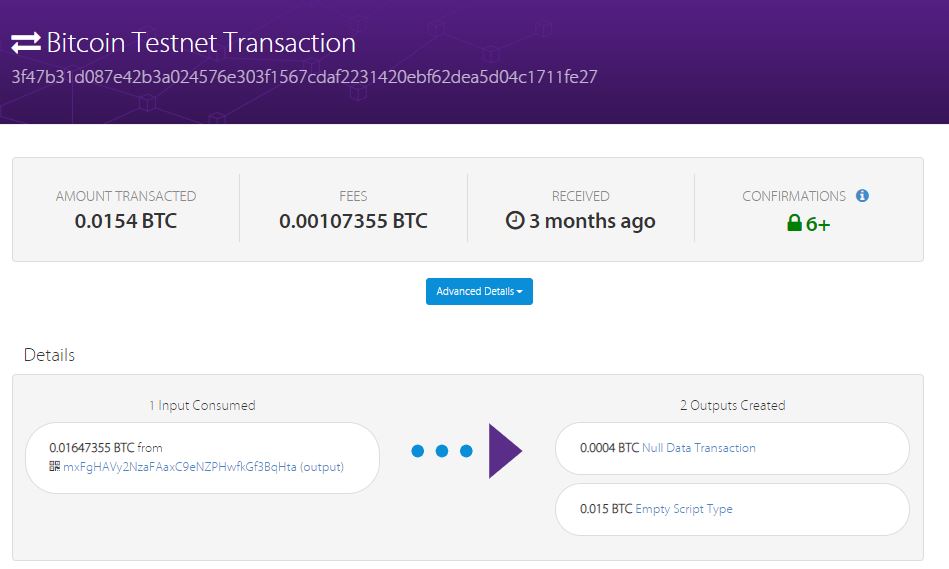 Bitcoin Testnet Transaction
3f47b31d087e42b3a024576e303f1567cdaf2231420ebf62dea5d04c1711fe27
AMOUNT TRANSACTED
0.0154 BTC
FEES
0.00107355 BTC
RECEIVED
3 months ago
CONFIRMATIONS
6+
Advanced Details
Details
1 Input Consumed
0.01647355 BTC from
mxFgHAVy2NzaFAaxC9eNZPHwfkGf3BqHta (output)
2 Outputs Created
0.0004 BTC Null Data Transaction
0.015 BTC Empty Script Type